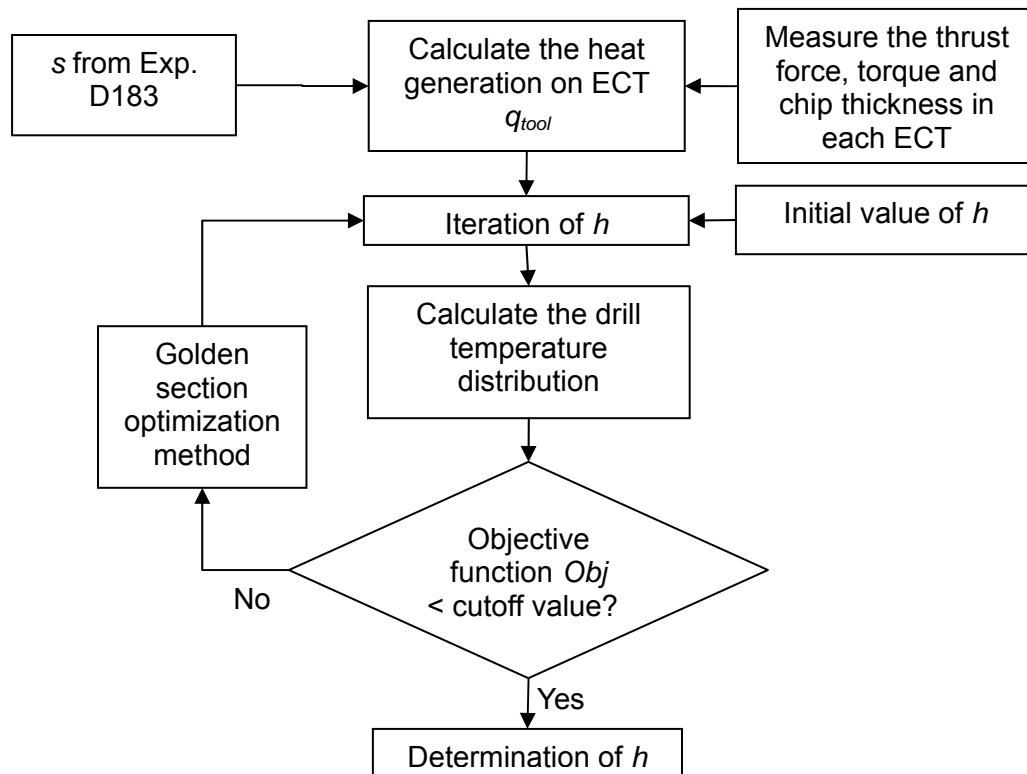 s from Exp.
D183
Calculate the heat
generation on ECT
q_tool
Measure the thrust
force, torque and
chip thickness in
each ECT
Iteration of h
Initial value of h
Calculate the drill
temperature
distribution
Golden
section
optimization
method
Objective
function Obj
< cutoff value?
No
Yes
Determination of h